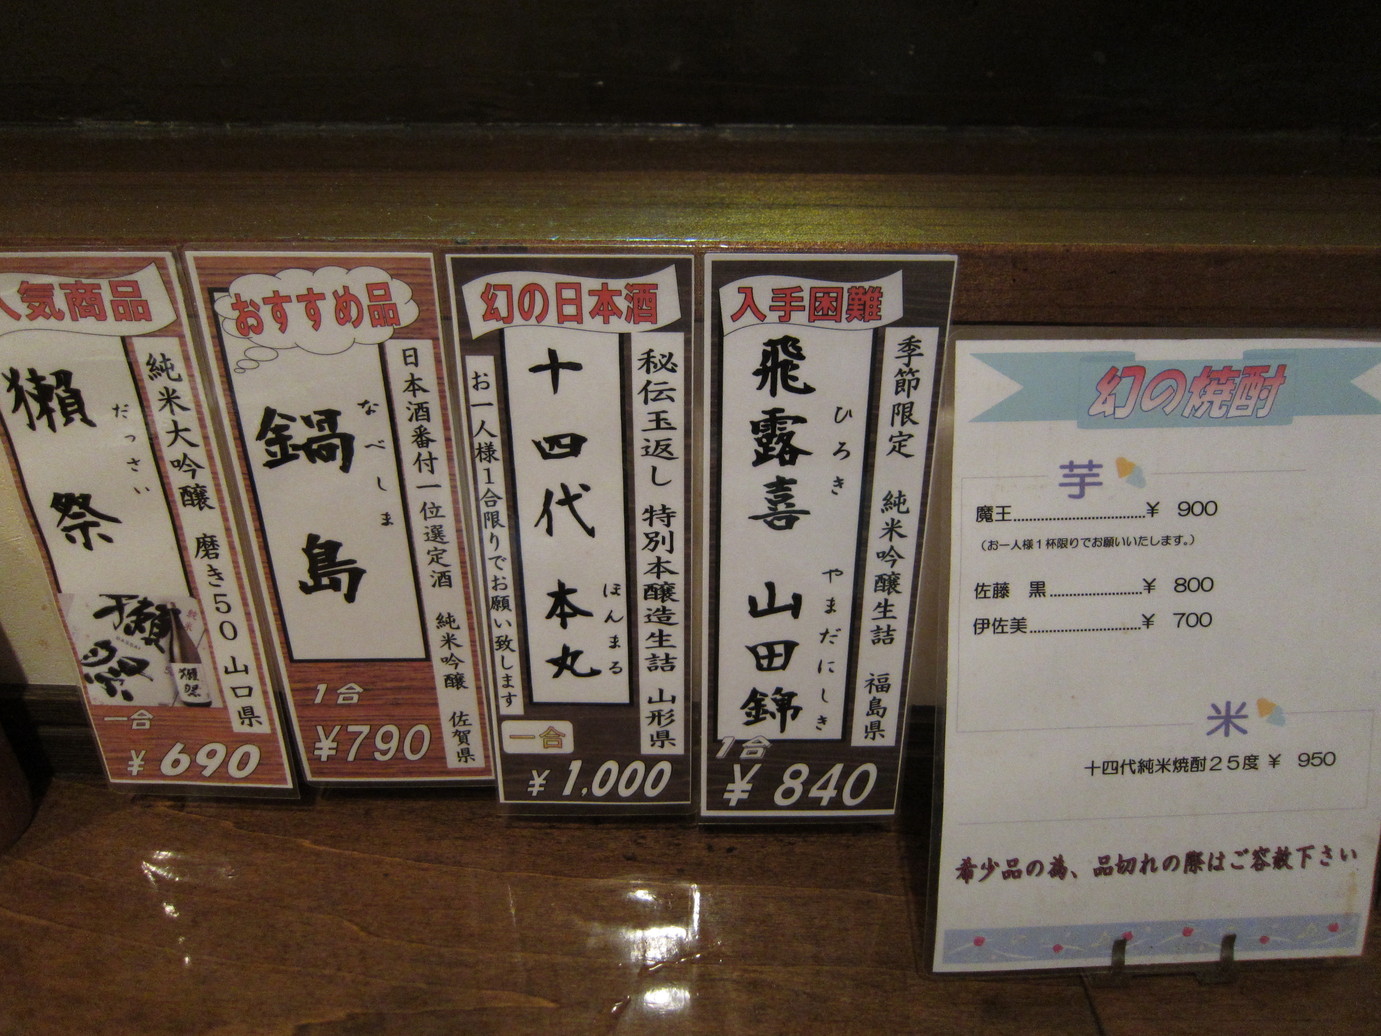 人気商品
純米大吟醸 磨き50 山口県
獺祭
だっさい
獺祭
一合
¥690
おすすめ品
日本酒番付一位選定酒 純米吟醸 佐賀県
鍋島
なべしま
1合
¥790
幻の日本酒
秘伝玉返し 特別本醸造生詰 山形県
十四代 本丸
ほんまる
お一人様1合限りでお願い致します
一合
¥1,000
入手困難
季節限定 純米吟醸生詰 福島県
飛露喜 山田錦
ひろき やまだにしき
1合
¥840
幻の焼酎
芋
魔王..............................¥ 900
(お一人様1杯限りでお願いいたします。)
佐藤 黒......................¥ 800
伊佐美..........................¥ 700
米
十四代純米焼酎25度 ¥ 950
希少品の為、品切れの際はご容赦下さい